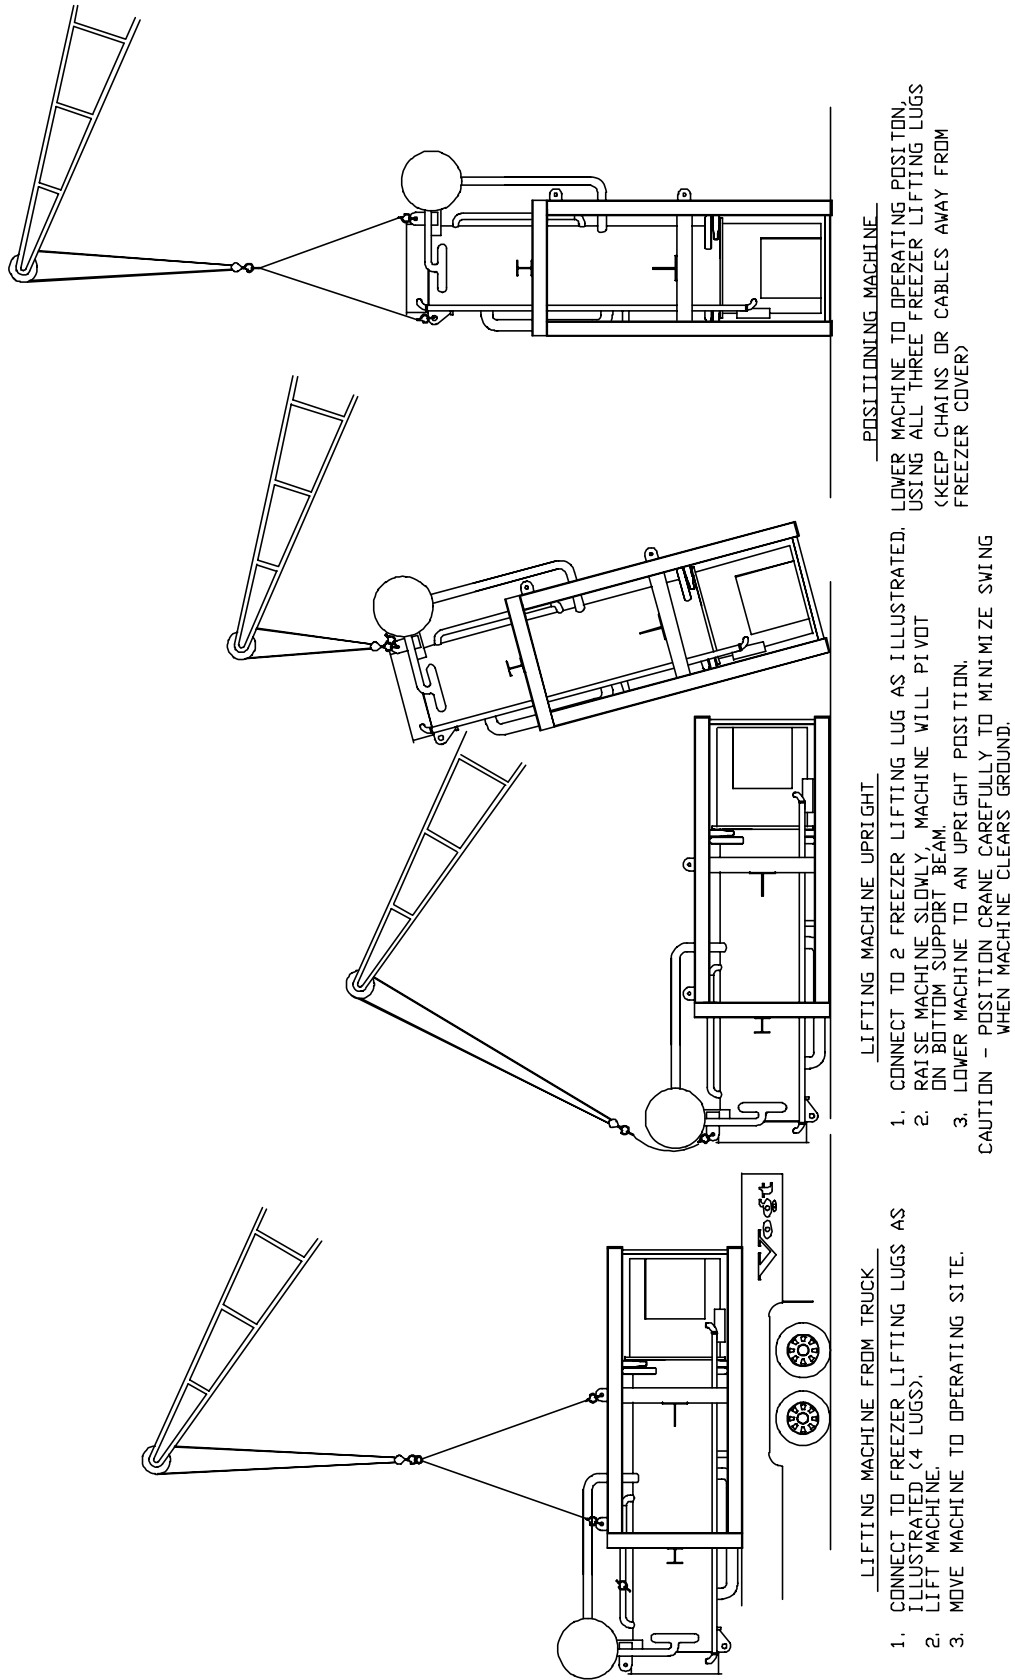 Vogt
LIFTING MACHINE FROM TRUCK
1. CONNECT TO FREEZER LIFTING LUGS AS
ILLUSTRATED (4 LUGS).
2. LIFT MACHINE.
3. MOVE MACHINE TO OPERATING SITE.
LIFTING MACHINE UPRIGHT
1. CONNECT TO 2 FREEZER LIFTING LUG AS ILLUSTRATED.
2. RAISE MACHINE SLOWLY, MACHINE WILL PIVOT
ON BOTTOM SUPPORT BEAM.
3. LOWER MACHINE TO AN UPRIGHT POSITION.
CAUTION - POSITION CRANE CAREFULLY TO MINIMIZE SWING
WHEN MACHINE CLEARS GROUND.
POSITIONING MACHINE
LOWER MACHINE TO OPERATING POSITON,
USING ALL THREE FREEZER LIFTING LUGS
(KEEP CHAINS OR CABLES AWAY FROM
FREEZER COVER)